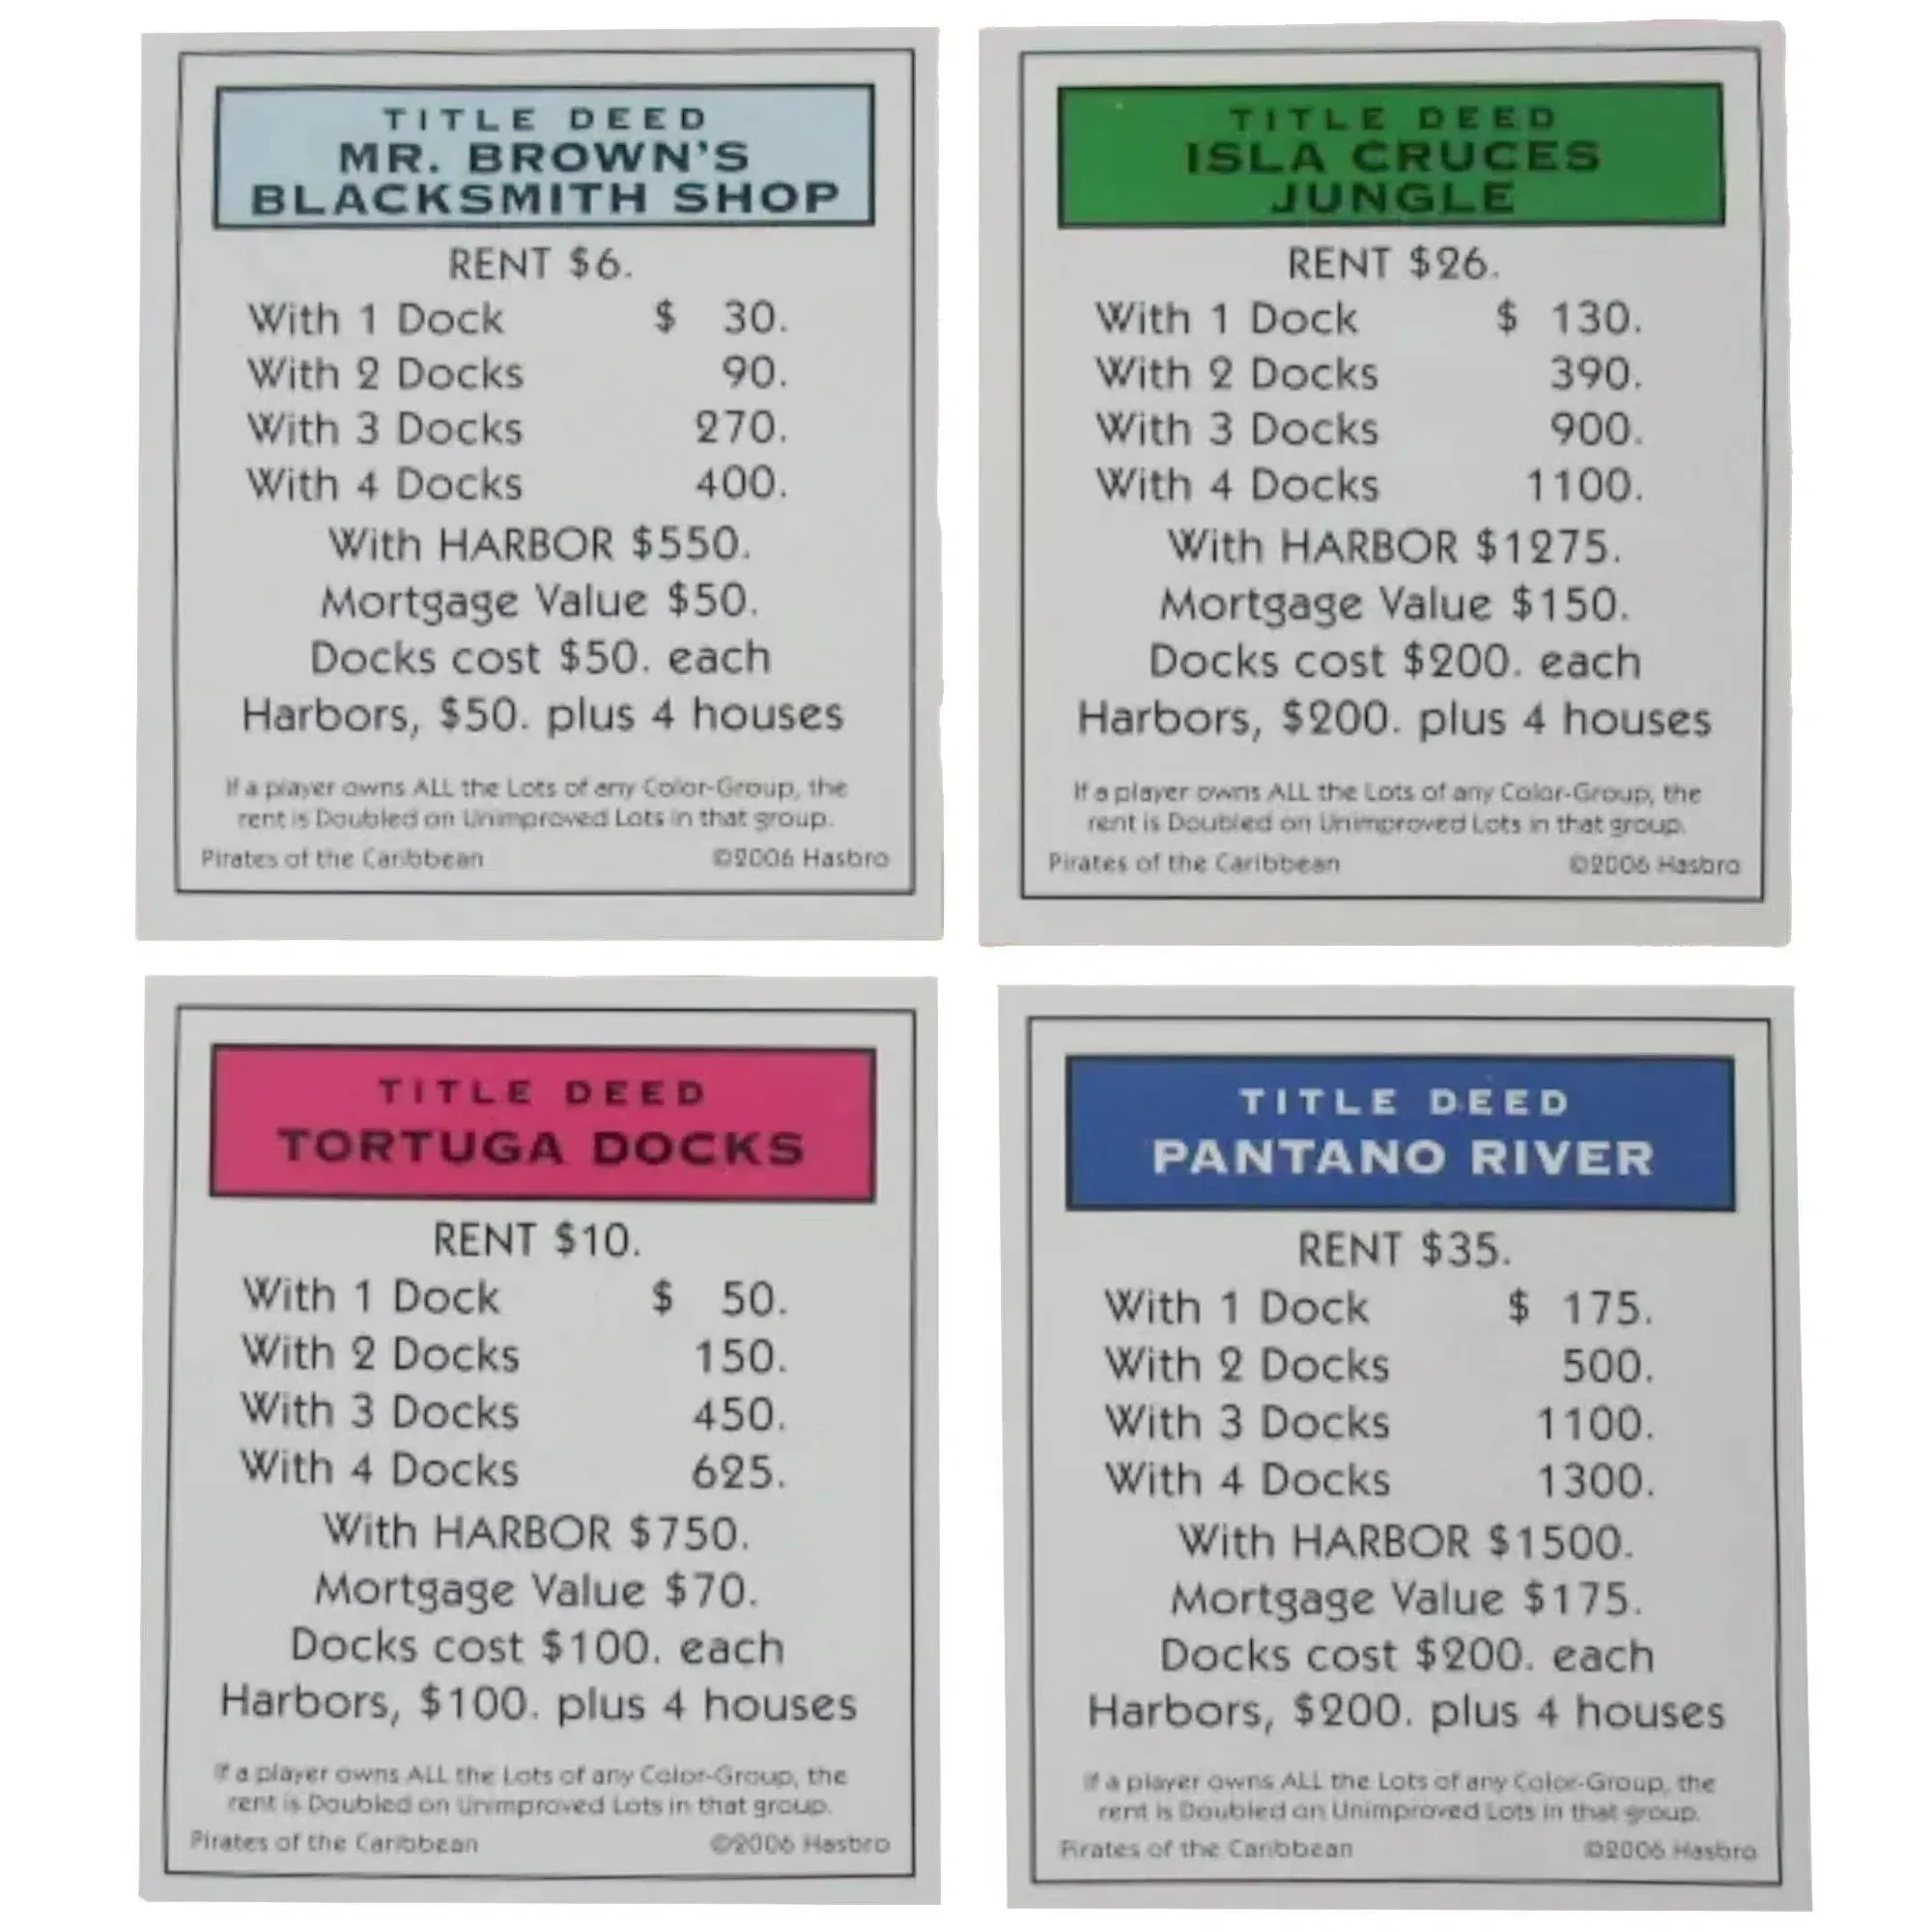 TITLE DEED
MR. BROWN'S
BLACKSMITH SHOP
RENT $6.
With 1 Dock $ 30.
With 2 Docks 90.
With 3 Docks 270.
With 4 Docks 400.
With HARBOR $550.
Mortgage Value $50.
Docks cost $50. each
Harbors, $50. plus 4 houses
If a player owns ALL the Lots of any Color-Group, the
rent is Doubled on Unimproved Lots in that group.
Pirates of the Caribbean ©2006 Hasbro
TITLE DEED
ISLA CRUCES
JUNGLE
RENT $26.
With 1 Dock $ 130.
With 2 Docks 390.
With 3 Docks 900.
With 4 Docks 1100.
With HARBOR $1275.
Mortgage Value $150.
Docks cost $200. each
Harbors, $200. plus 4 houses
If a player owns ALL the Lots of any Color-Group, the
rent is Doubled on Unimproved Lots in that group.
Pirates of the Caribbean ©2006 Hasbro
TITLE DEED
TORTUGA DOCKS
RENT $10.
With 1 Dock $ 50.
With 2 Docks 150.
With 3 Docks 450.
With 4 Docks 625.
With HARBOR $750.
Mortgage Value $70.
Docks cost $100. each
Harbors, $100. plus 4 houses
If a player owns ALL the Lots of any Color-Group, the
rent is Doubled on Unimproved Lots in that group.
Pirates of the Caribbean ©2006 Hasbro
TITLE DEED
PANTANO RIVER
RENT $35.
With 1 Dock $ 175.
With 2 Docks 500.
With 3 Docks 1100.
With 4 Docks 1300.
With HARBOR $1500.
Mortgage Value $175.
Docks cost $200. each
Harbors, $200. plus 4 houses
If a player owns ALL the Lots of any Color-Group, the
rent is Doubled on Unimproved Lots in that group.
Pirates of the Caribbean ©2006 Hasbro